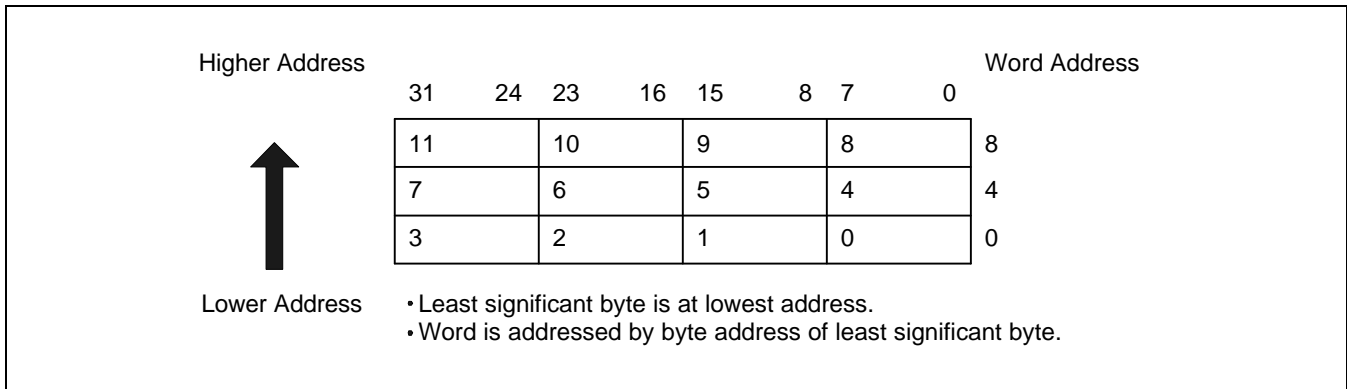 Higher Address Word Address
31 24 23 16 15 8 7 0
11 10 9 8 8
7 6 5 4 4
3 2 1 0 0
Lower Address • Least significant byte is at lowest address.
• Word is addressed by byte address of least significant byte.